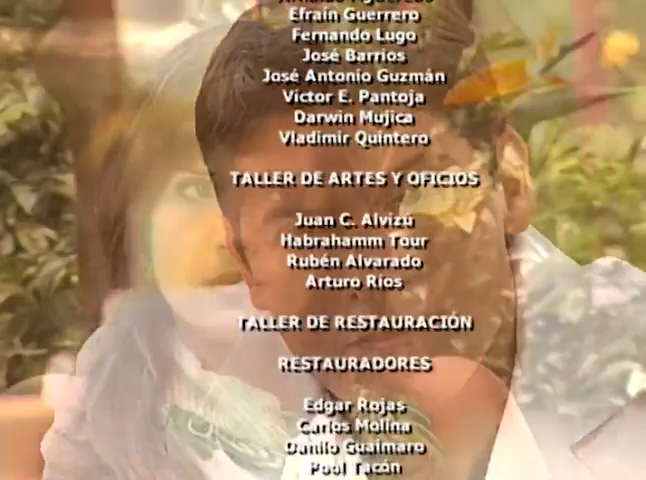 Efraín Guerrero
Fernando Lugo
José Barrios
José Antonio Guzmán
Víctor E. Pantoja
Darwin Mujica
Vladimir Quintero
TALLER DE ARTES Y OFICIOS
Juan C. Alvizú
Habrahamm Tour
Rubén Alvarado
Arturo Ríos
TALLER DE RESTAURACIÓN
RESTAURADORES
Edgar Rojas
Carlos Molina
Danilo Guaimaro
Pool Tacón